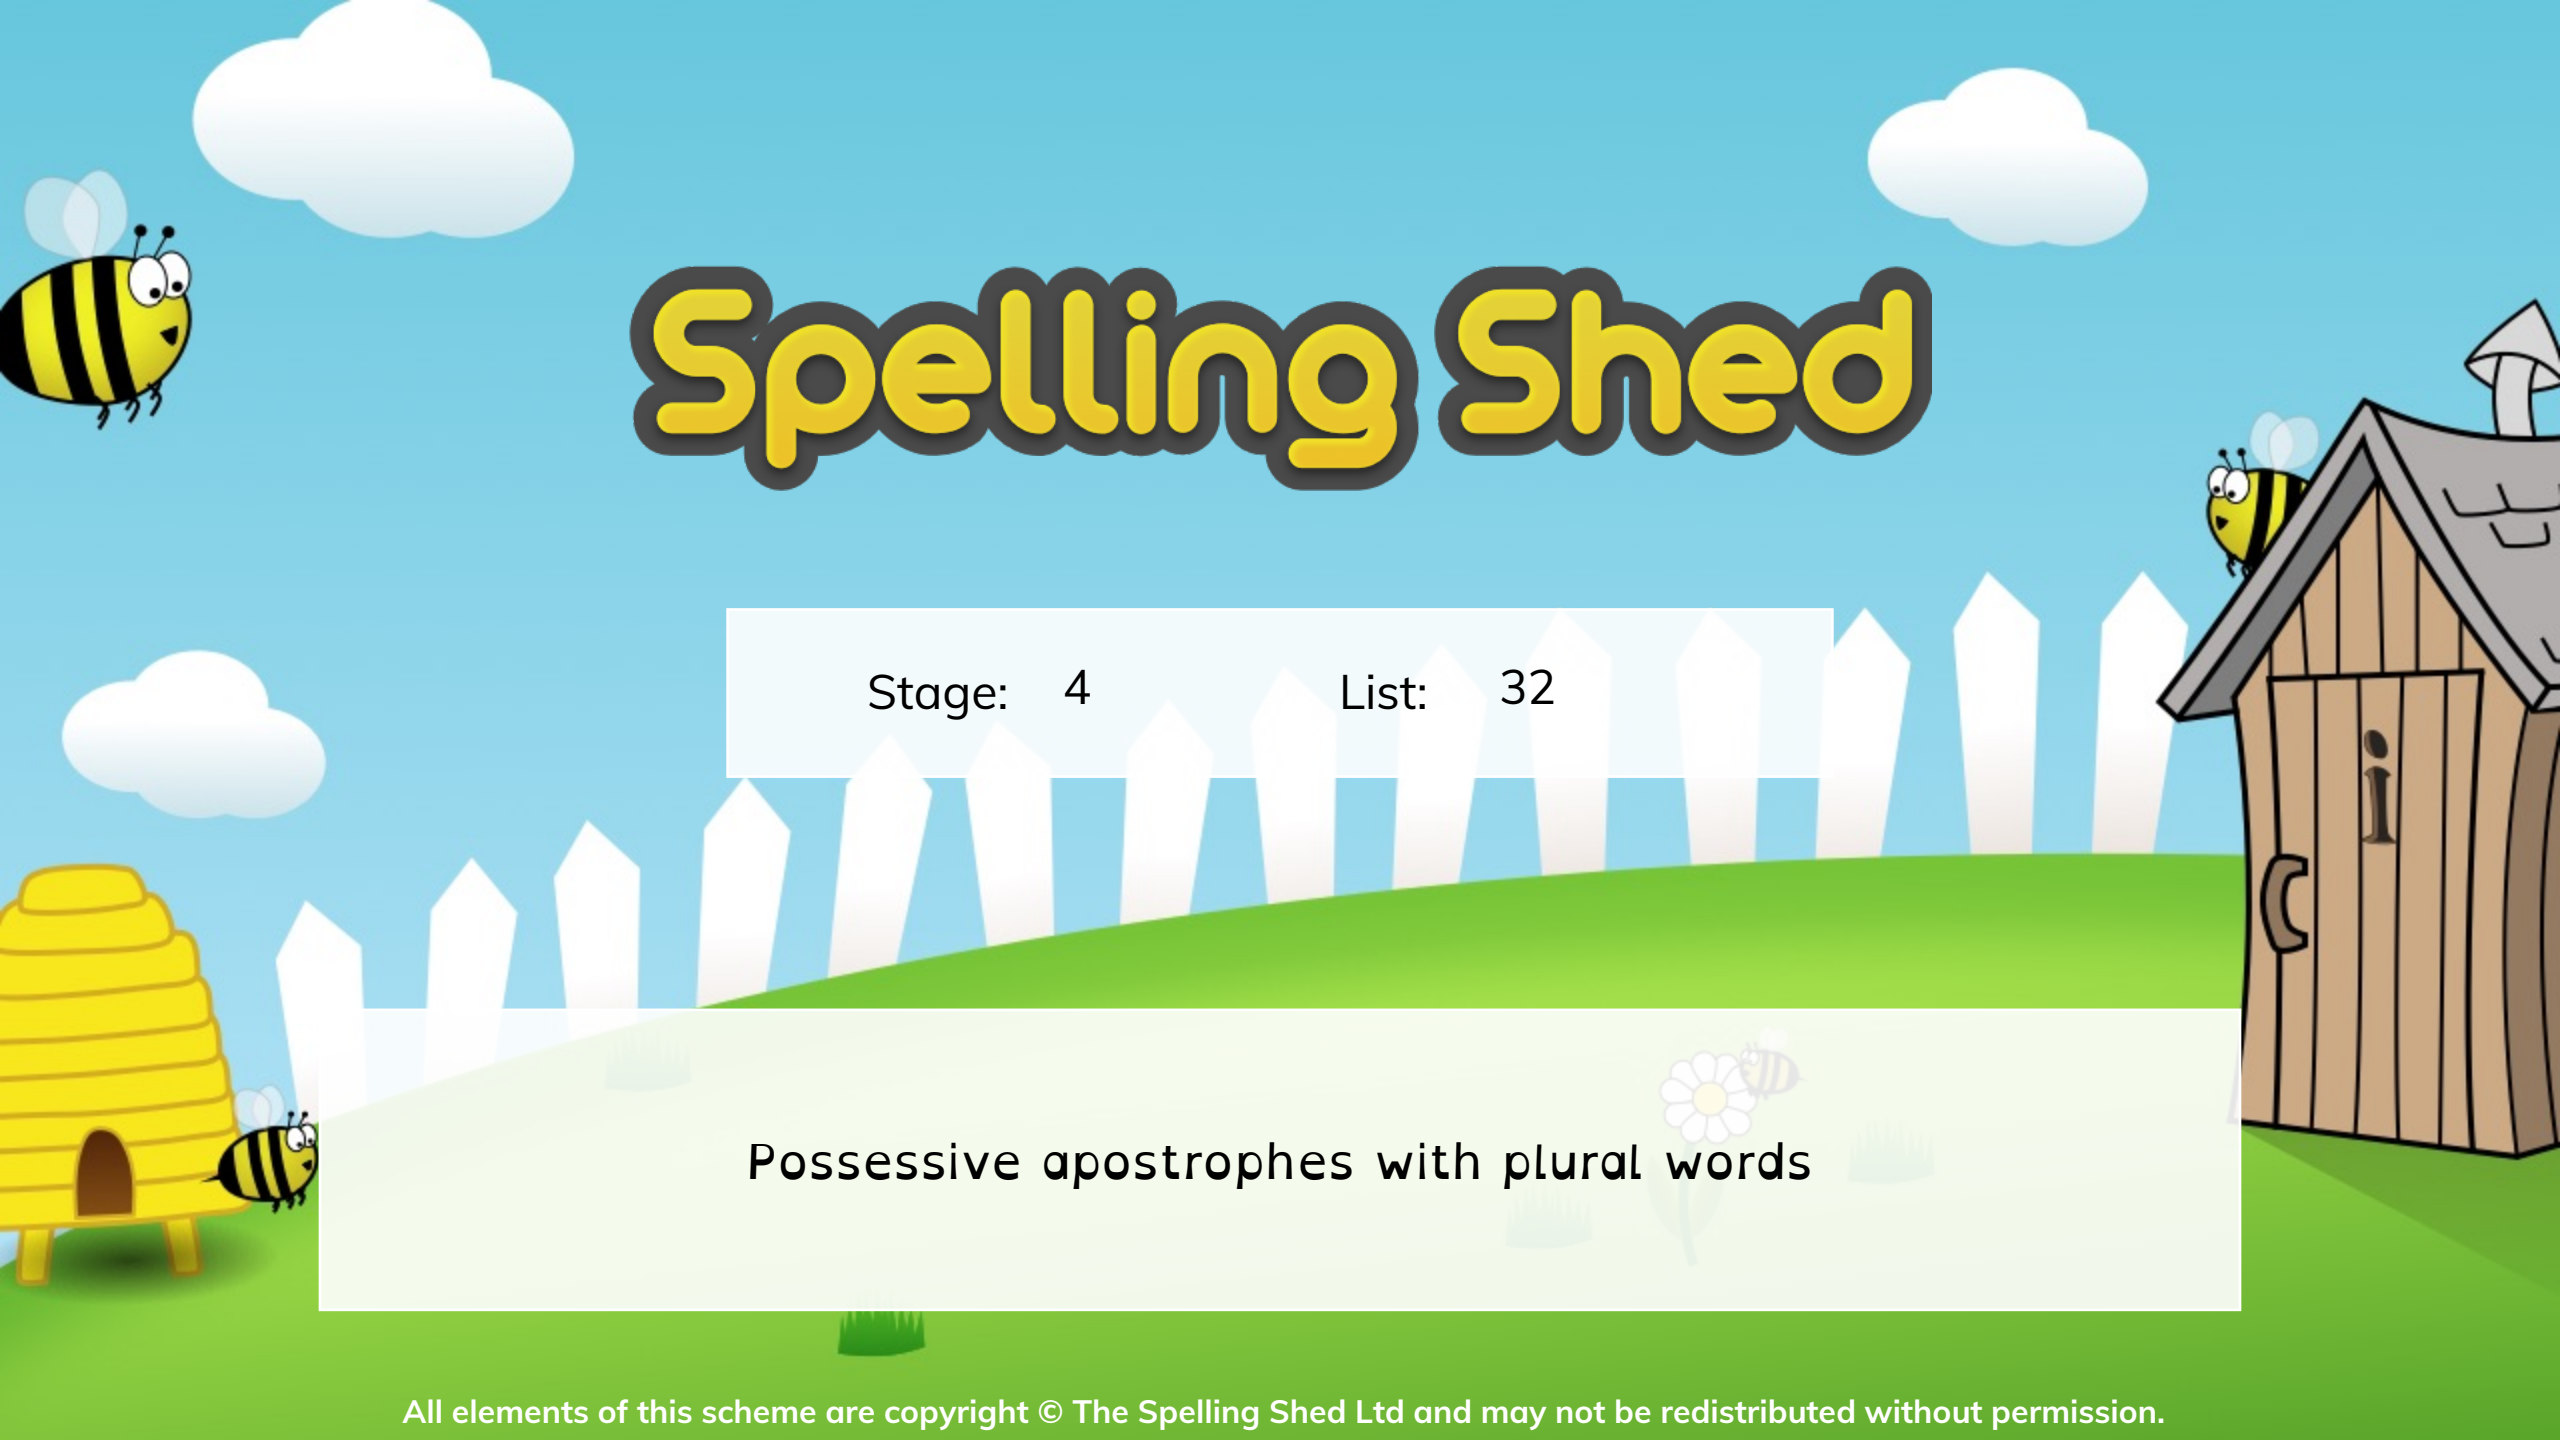 Spelling Shed
Stage: 4 List: 32
i
Possessive apostrophes with plural words
All elements of this scheme are copyright © The Spelling Shed Ltd and may not be redistributed without permission.